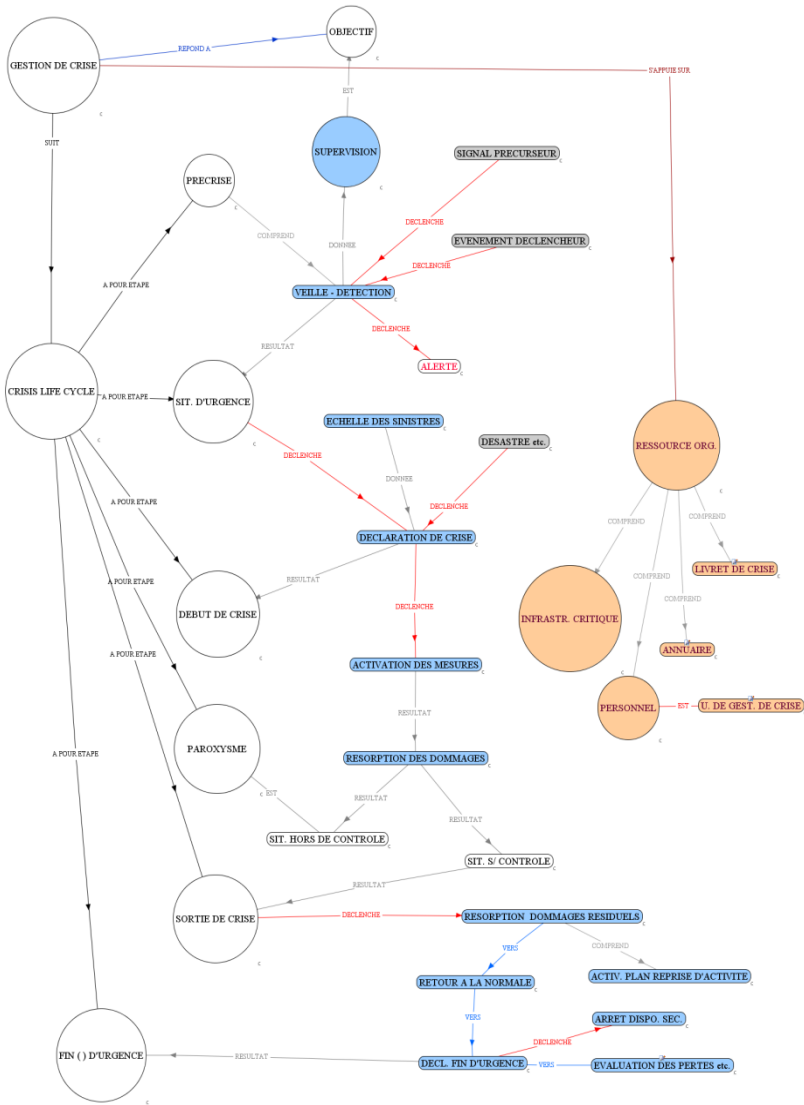 OBJECTIF
REPOND A
GESTION DE CRISE
S'APPUIE SUR
c
c
c
EST
SUIT
SUPERVISION
SIGNAL PRECURSEUR
c
PRECRISE
c
c
DECLENCHE
COMPREND
DONNEE
EVENEMENT DECLENCHEUR
c
DECLENCHE
A POUR ETAPE
VEILLE - DETECTION
c
DECLENCHE
RESULTAT
ALERTE
c
CRISIS LIFE CYCLE
A POUR ETAPE
SIT. D'URGENCE
c
c
ECHELLE DES SINISTRES
c
DESASTRE etc.
c
RESSOURCE ORG.
c
DECLENCHE
DONNEE
DECLENCHE
A POUR ETAPE
COMPREND
COMPREND
DECLARATION DE CRISE
c
LIVRET DE CRISE
c
RESULTAT
COMPREND
A POUR ETAPE
COMPREND
DECLENCHE
DEBUT DE CRISE
c
INFRASTR. CRITIQUE
c
A POUR ETAPE
ANNUAIRE
c
ACTIVATION DES MESURES
c
PERSONNEL
c
EST
U. DE GEST. DE CRISE
c
RESULTAT
A POUR ETAPE
PAROXYSME
c
RESORPTION DES DOMMAGES
c
EST
RESULTAT
RESULTAT
SIT. HORS DE CONTROLE
c
SIT. S/ CONTROLE
c
RESULTAT
SORTIE DE CRISE
c
DECLENCHE
RESORPTION DOMMAGES RESIDUELS
c
VERS
COMPREND
RETOUR A LA NORMALE
c
ACTIV. PLAN REPRISE D'ACTIVITE
c
VERS
ARRET DISPO. SEC.
c
DECLENCHE
FIN ( ) D'URGENCE
c
RESULTAT
DECL. FIN D'URGENCE
c
VERS
EVALUATION DES PERTES etc.
c